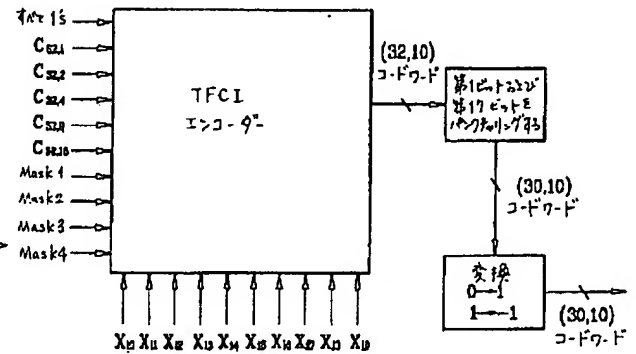 すべて 1's
C32,1
C32,2
C32,4
C32,8
C32,16
Mask 1
Mask2
Mask3
Mask4
TFCI
エンコーダー
(32,10)
コードワード
第1ビットおよび
第17ビットを
パンクチャリングする
(30,10)
コードワード
変換
0→1
1→-1
(30,10)
コードワード
X10 X11 X12 X13 X14 X15 X16 X17